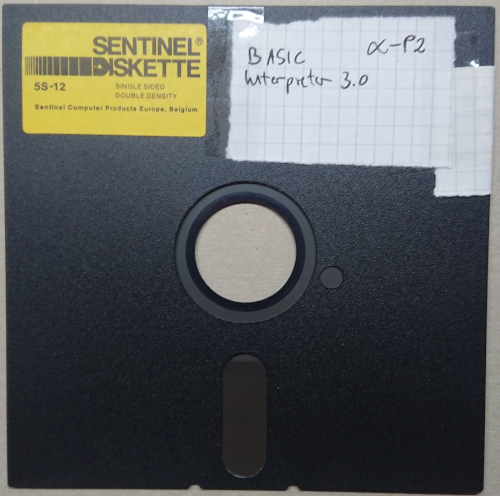 SENTINEL®
DISKETTE
5S-12
SINGLE SIDED
DOUBLE DENSITY
Sentinel Computer Products Europe, Belgium
BASIC α-P2
Interpreter 3.0